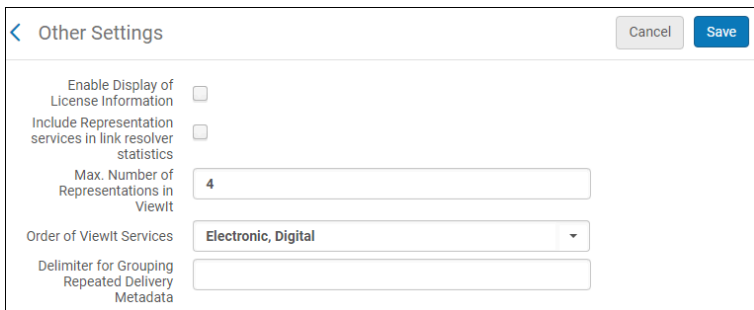 Other Settings
Cancel
Save
Enable Display of
License Information
Include Representation
services in link resolver
statistics
Max. Number of
Representations in
ViewIt
4
Order of ViewIt Services
Electronic, Digital
Delimiter for Grouping
Repeated Delivery
Metadata